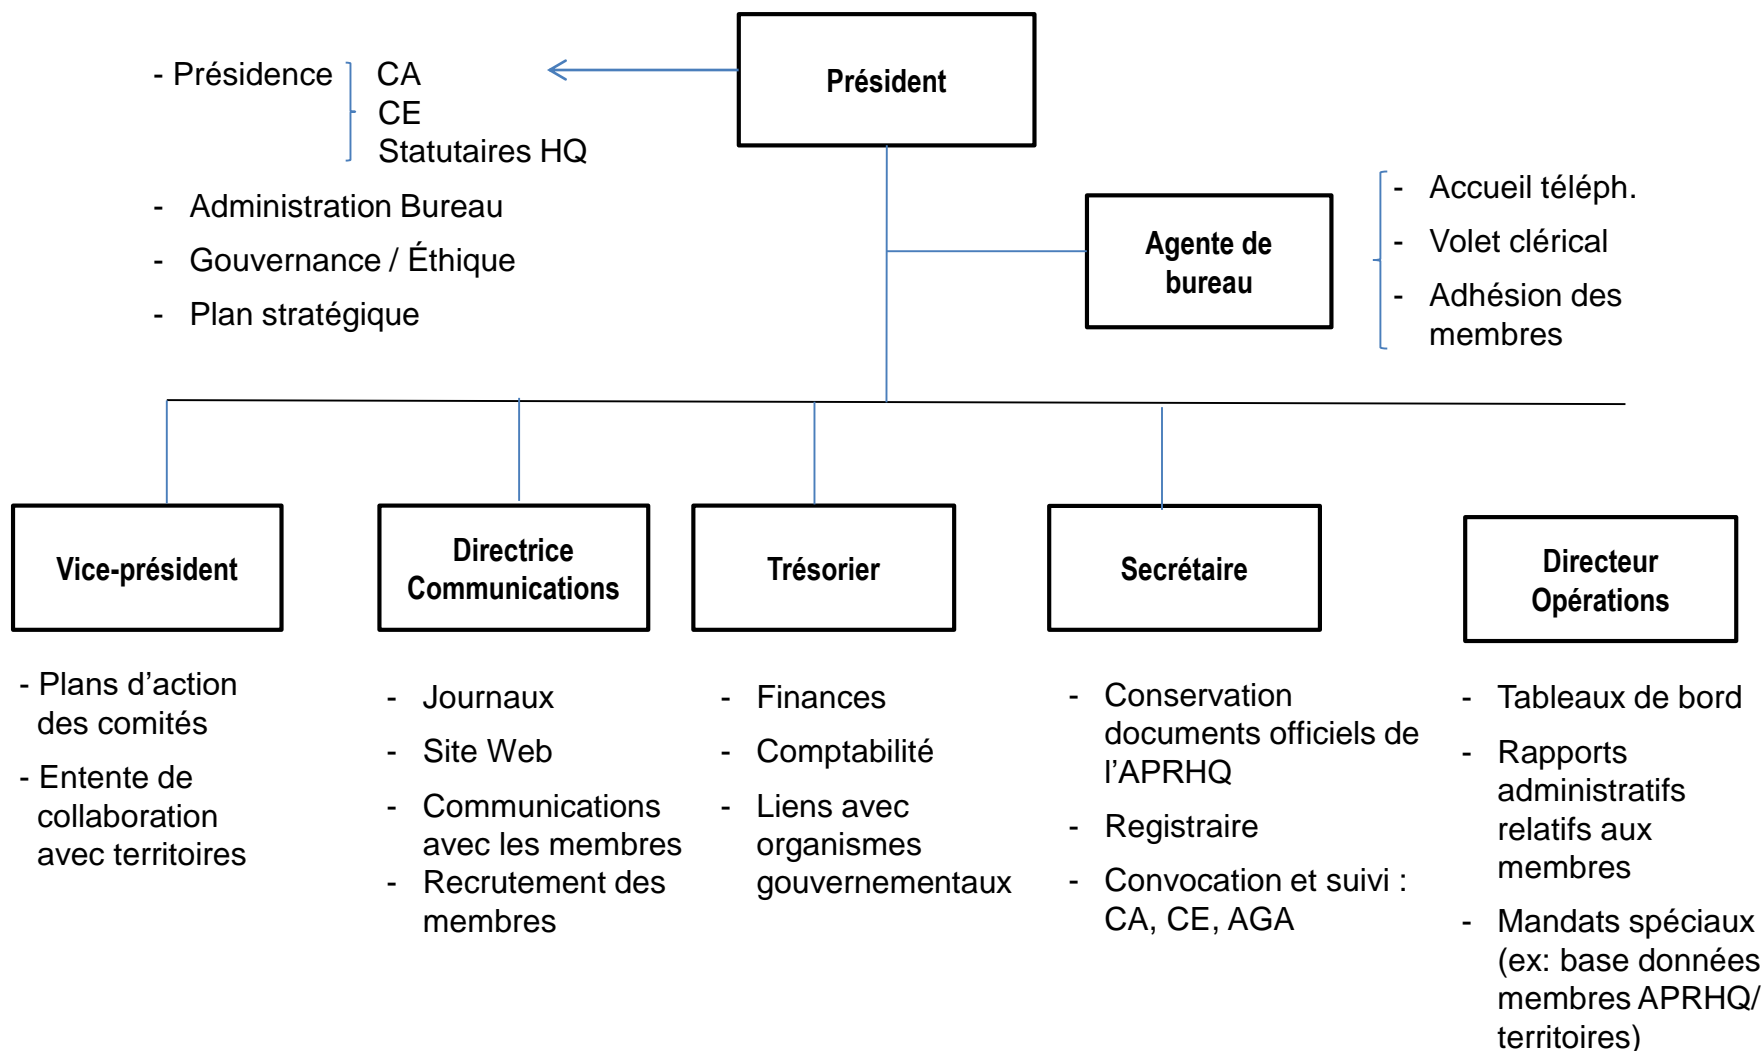 Président
- Présidence CA
CE
Statutaires HQ
- Administration Bureau
- Gouvernance / Éthique
- Plan stratégique
Agente de
bureau
- Accueil téléph.
- Volet clérical
- Adhésion des
membres
Vice-président
- Plans d’action
des comités
- Entente de
collaboration
avec territoires
Directrice
Communications
- Journaux
- Site Web
- Communications
avec les membres
- Recrutement des
membres
Trésorier
- Finances
- Comptabilité
- Liens avec
organismes
gouvernementaux
Secrétaire
- Conservation
documents officiels de
l’APRHQ
- Registraire
- Convocation et suivi :
CA, CE, AGA
Directeur
Opérations
- Tableaux de bord
- Rapports
administratifs
relatifs aux
membres
- Mandats spéciaux
(ex: base données
membres APRHQ/
territoires)